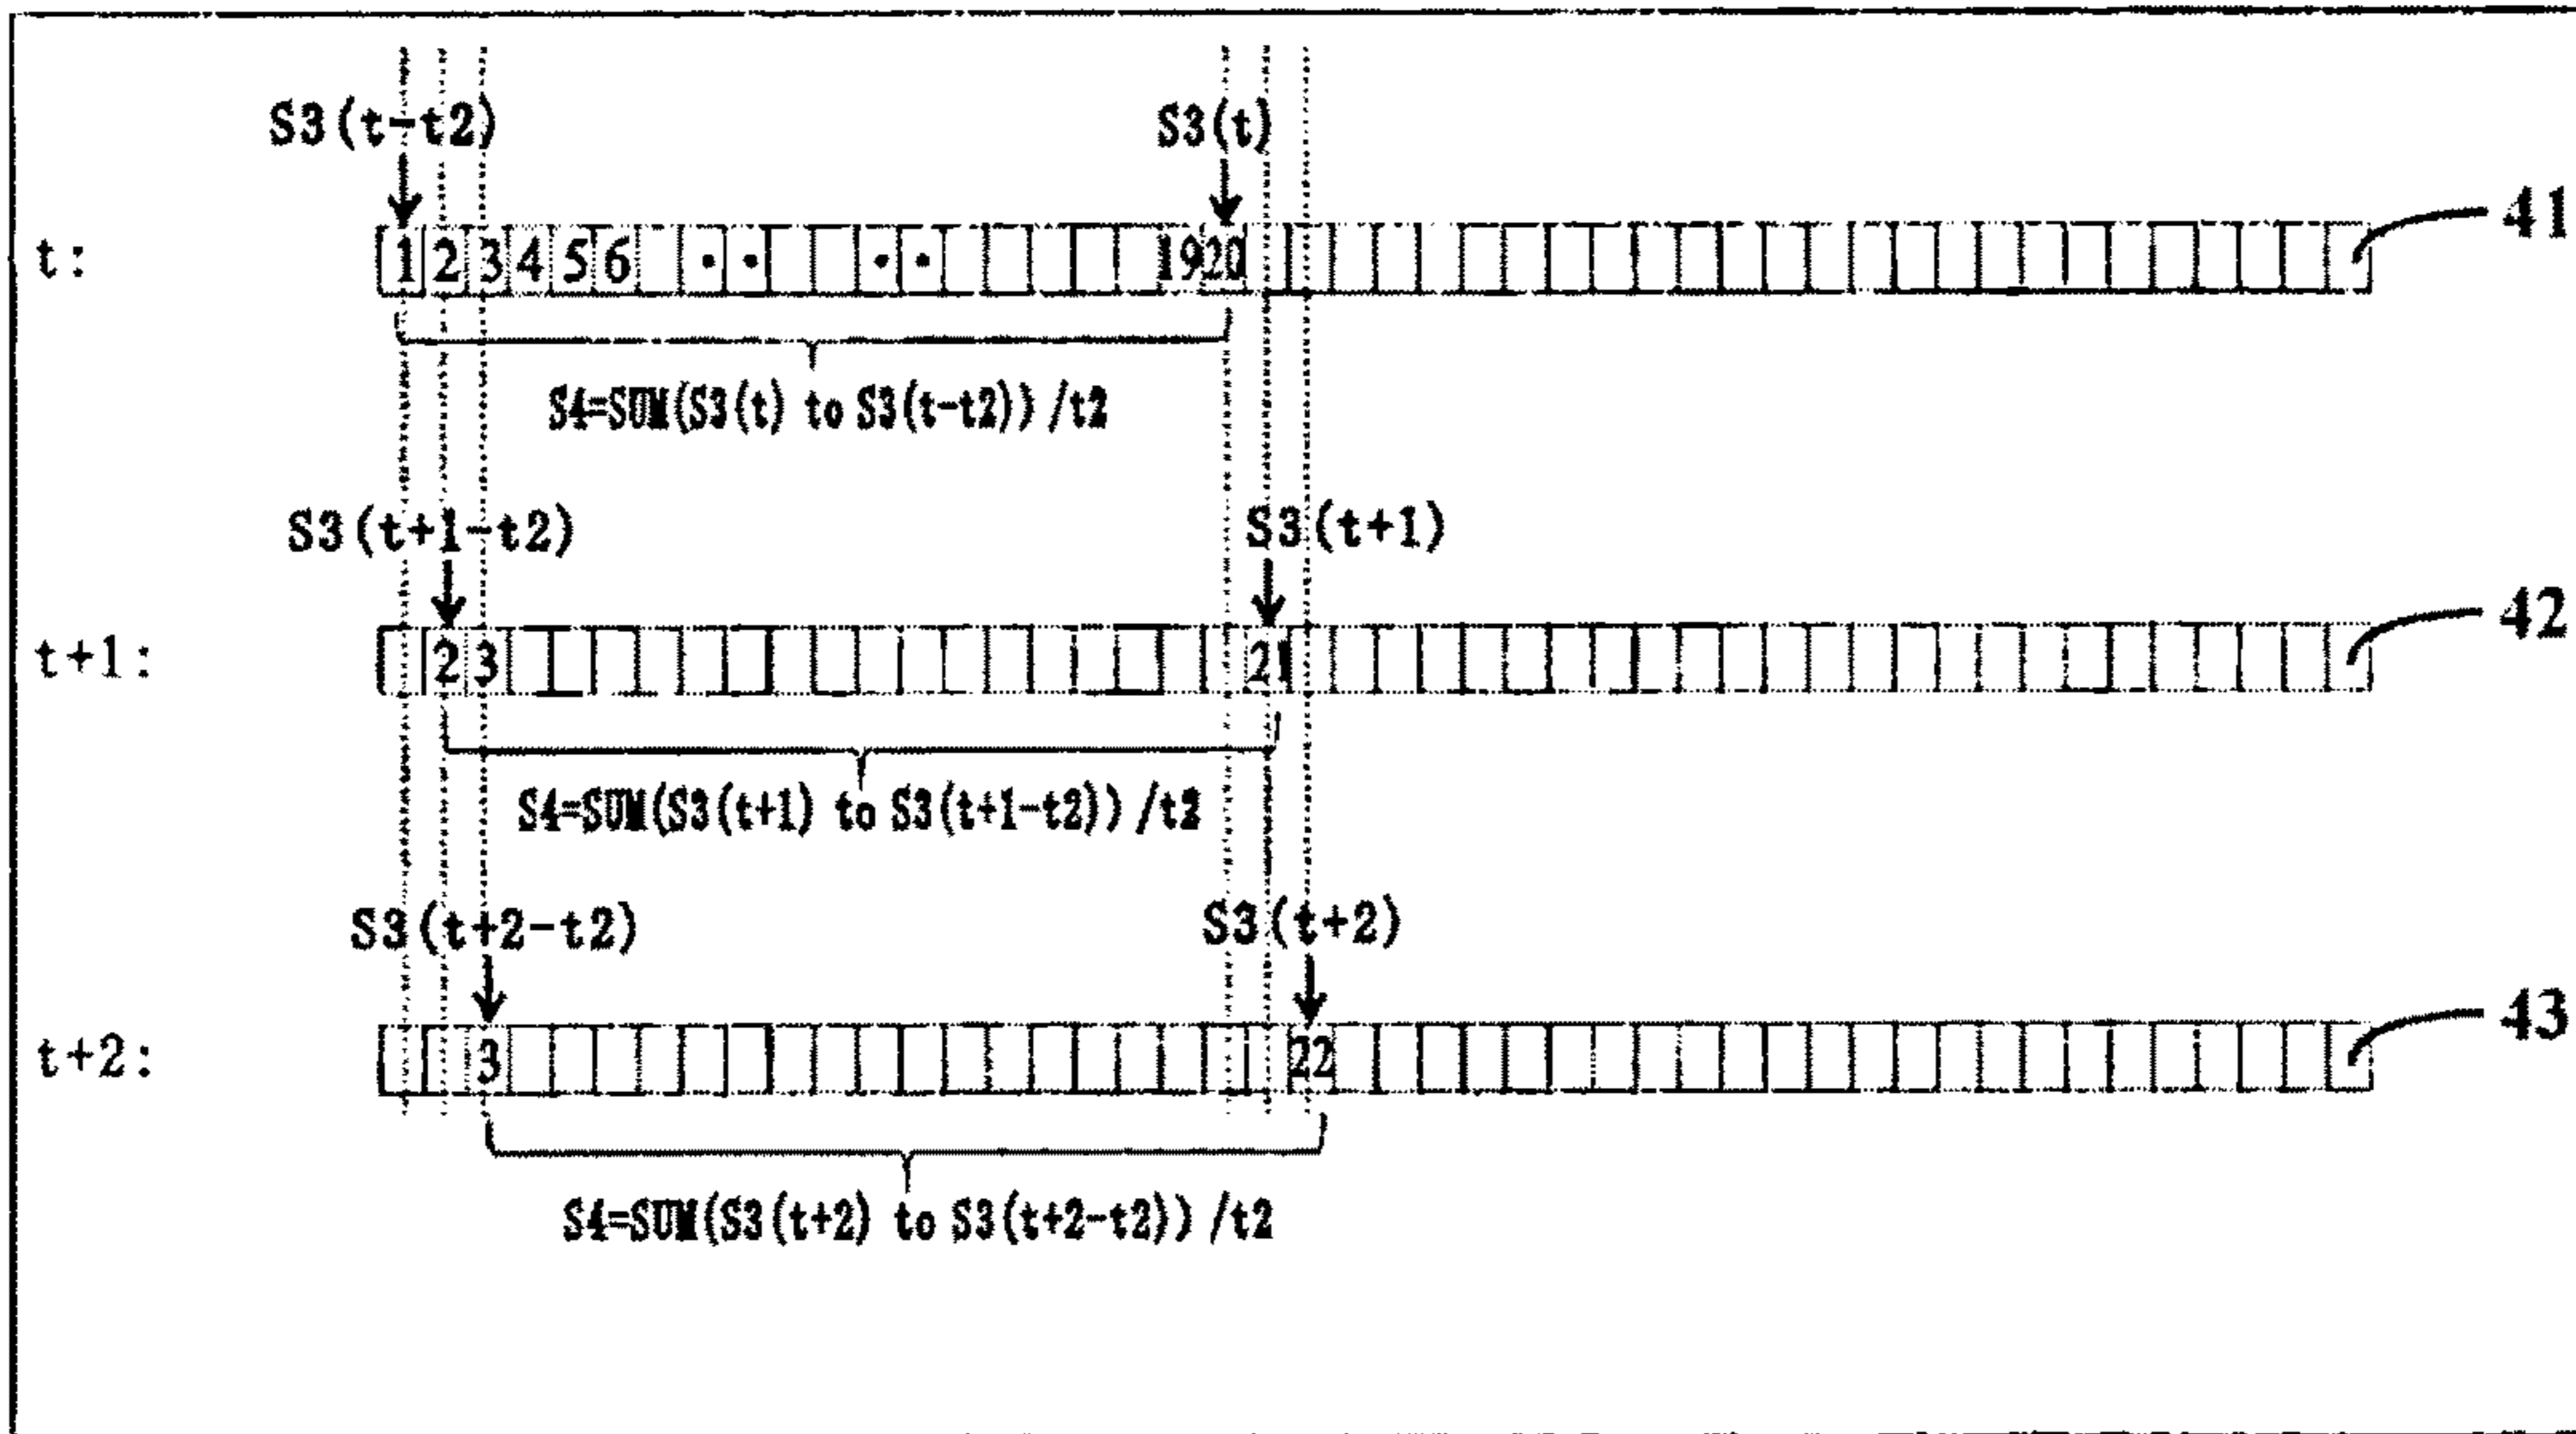 S3(t-t2) S3(t)
t: 1 2 3 4 5 6 · · · · 19 20 41
S4=SUM(S3(t) to S3(t-t2))/t2
S3(t+1-t2) S3(t+1)
t+1: 2 3 21 42
S4=SUM(S3(t+1) to S3(t+1-t2))/t2
S3(t+2-t2) S3(t+2)
t+2: 3 22 43
S4=SUM(S3(t+2) to S3(t+2-t2))/t2